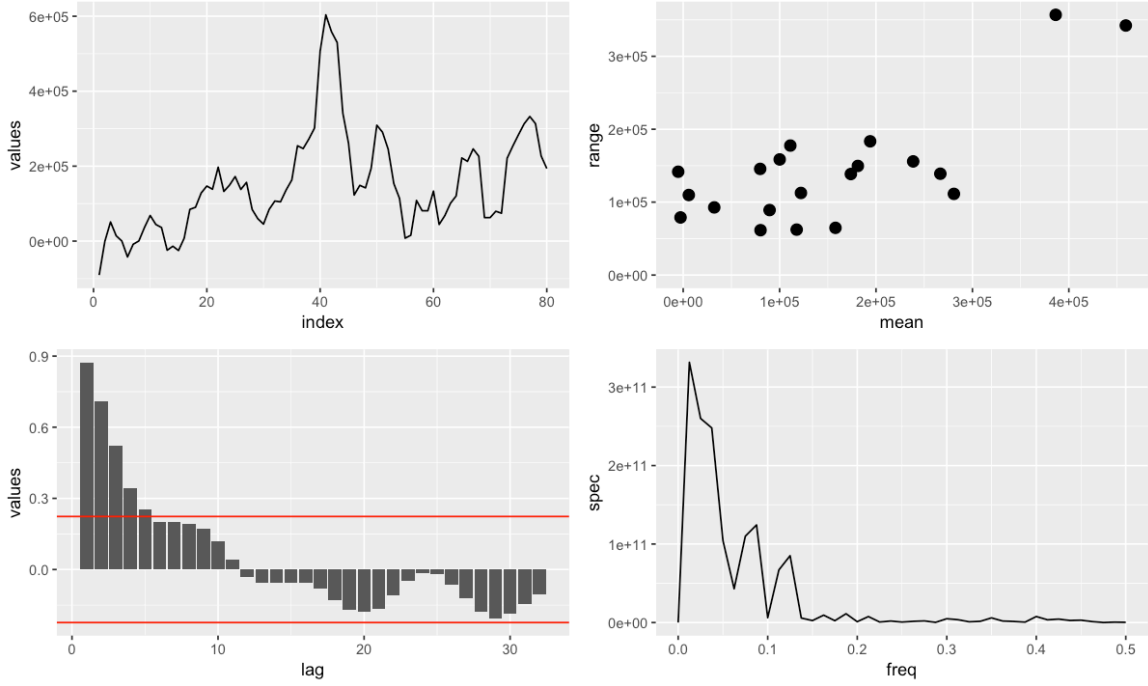 values
6e+05
4e+05
2e+05
0e+00
0 20 40 60 80
index
range
3e+05
2e+05
1e+05
0e+00
0e+00 1e+05 2e+05 3e+05 4e+05
mean
values
0.9
0.6
0.3
0.0
0 10 20 30
lag
spec
3e+11
2e+11
1e+11
0e+00
0.0 0.1 0.2 0.3 0.4 0.5
freq